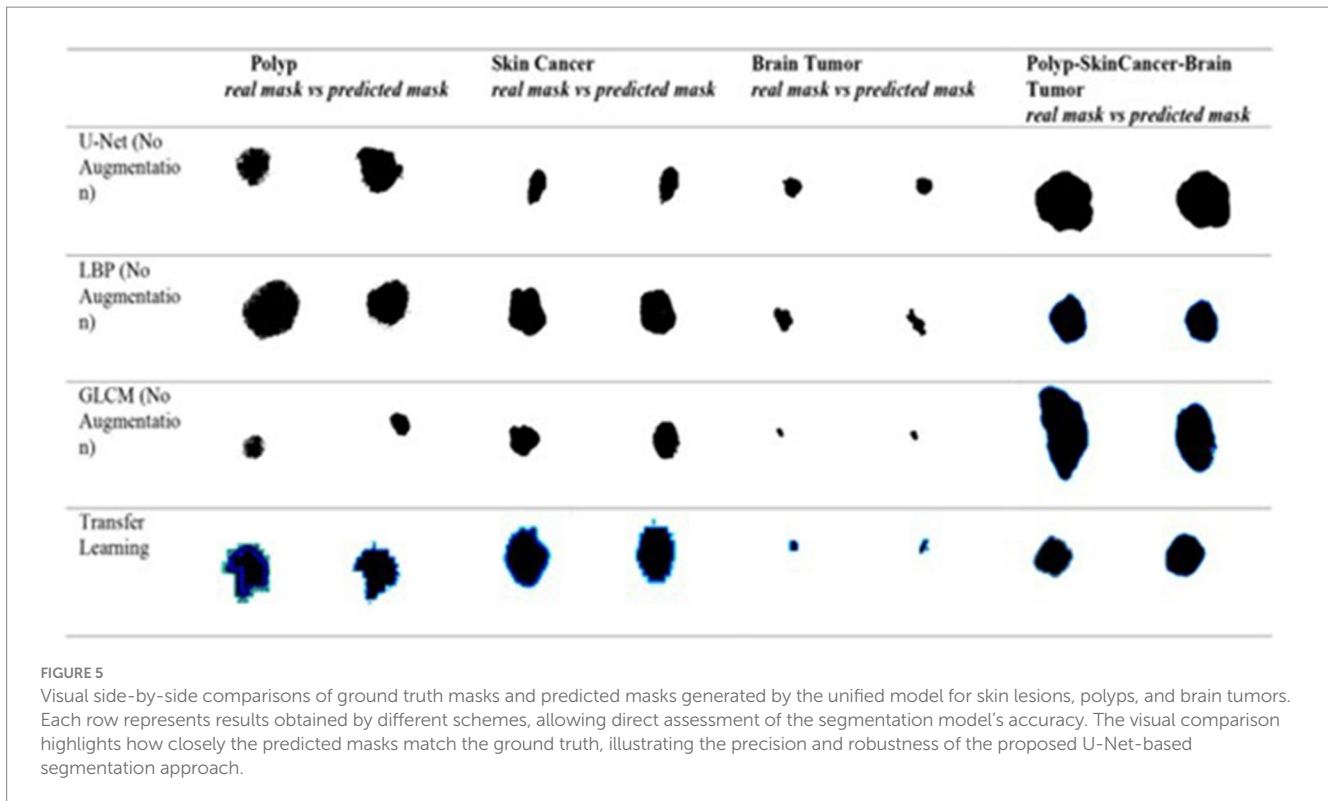 Polyp
real mask vs predicted mask
Skin Cancer
real mask vs predicted mask
Brain Tumor
real mask vs predicted mask
Polyp-SkinCancer-Brain
Tumor
real mask vs predicted mask
U-Net (No
Augmentatio
n)
LBP (No
Augmentatio
n)
GLCM (No
Augmentatio
n)
Transfer
Learning
FIGURE 5
Visual side-by-side comparisons of ground truth masks and predicted masks generated by the unified model for skin lesions, polyps, and brain tumors.
Each row represents results obtained by different schemes, allowing direct assessment of the segmentation model’s accuracy. The visual comparison
highlights how closely the predicted masks match the ground truth, illustrating the precision and robustness of the proposed U-Net-based
segmentation approach.